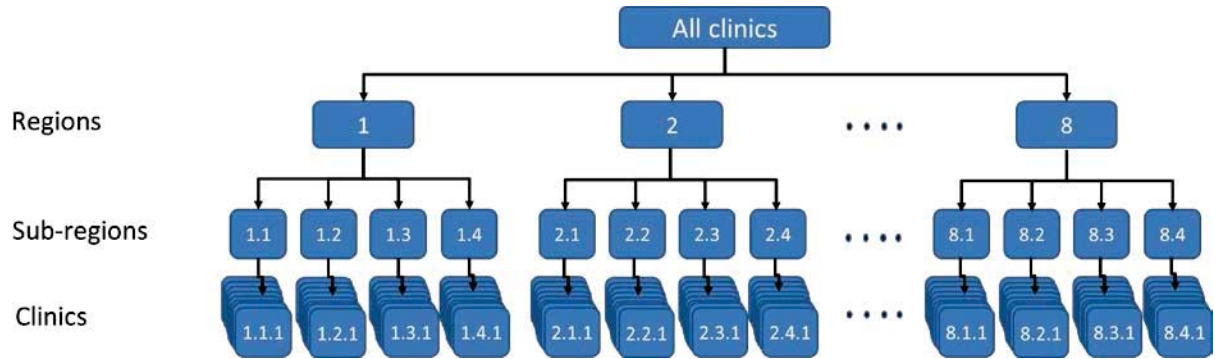 All clinics
Regions 1 2 .... 8
Sub-regions 1.1 1.2 1.3 1.4 2.1 2.2 2.3 2.4 .... 8.1 8.2 8.3 8.4
Clinics 1.1.1 1.2.1 1.3.1 1.4.1 2.1.1 2.2.1 2.3.1 2.4.1 .... 8.1.1 8.2.1 8.3.1 8.4.1